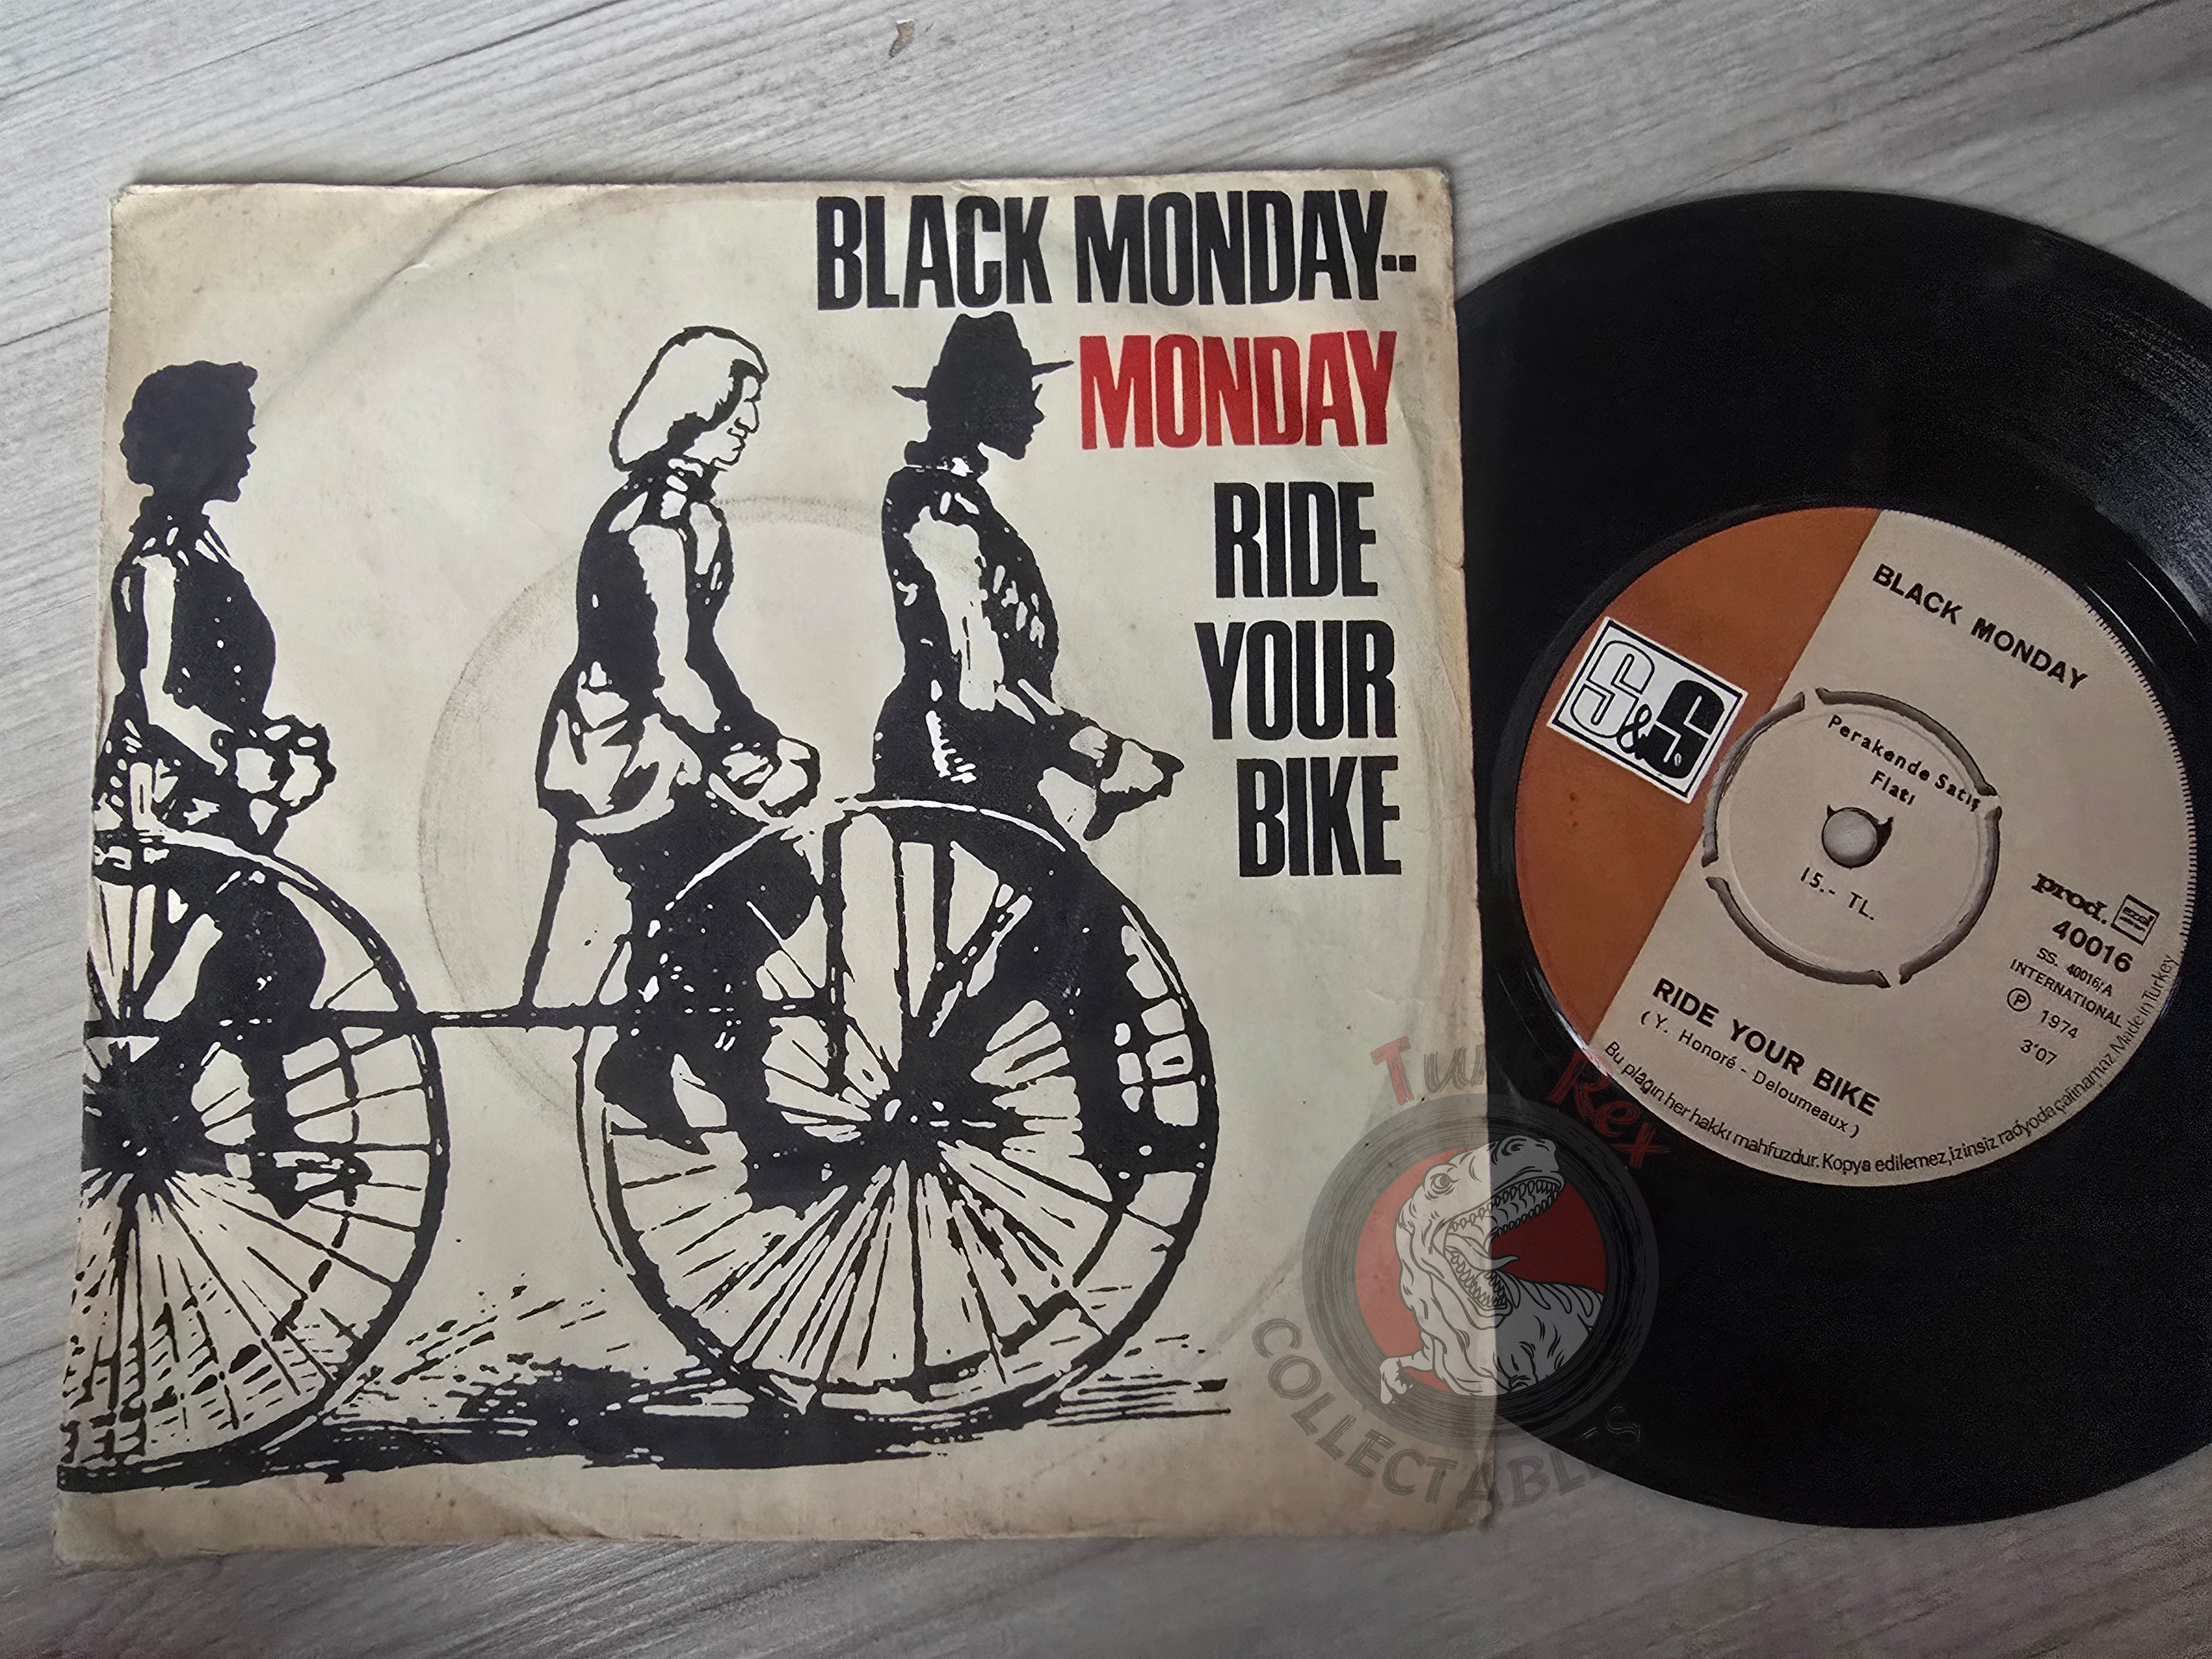 BLACK MONDAY--
MONDAY
RIDE
YOUR
BIKE
BLACK MONDAY
S&S
Perakende Satış
Fiatı
15.- TL.
prod.
40016
SS. 40016/A
INTERNATIONAL
Ⓟ 1974
3'07
RIDE YOUR BIKE
( Y. Honoré - Deloumeaux )
Bu plâğın her hakkı mahfuzdur. Kopya edilemez, izinsiz radyoda çalınamaz. Made in Turkey
Rex
COLLECTABLES